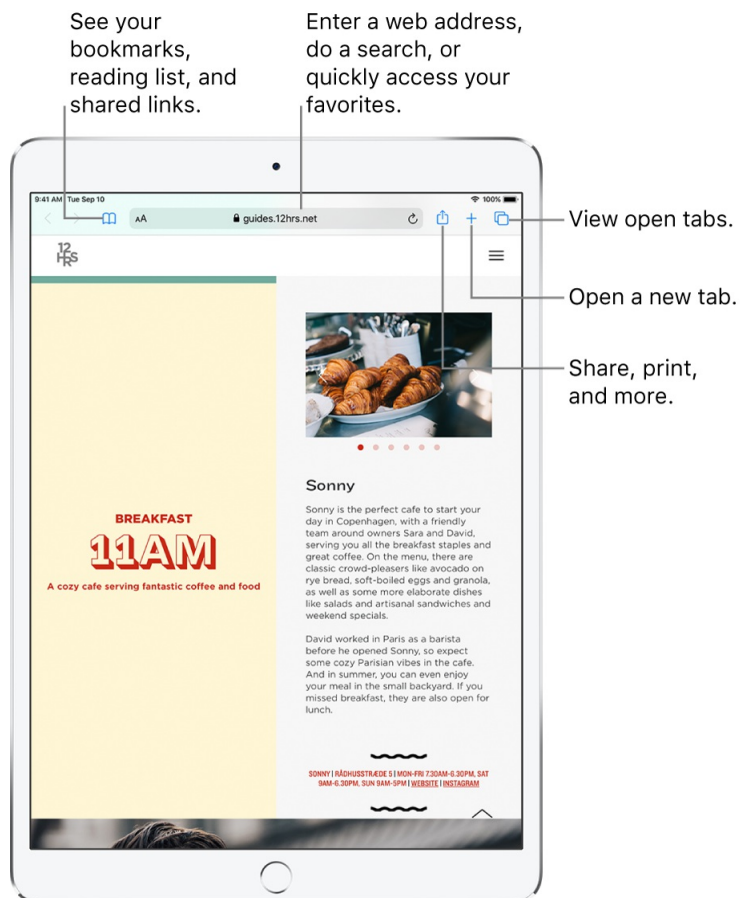 See your
bookmarks,
reading list, and
shared links.
Enter a web address,
do a search, or
quickly access your
favorites.
9:41 AM Tue Sep 10
100%
AA
guides.12hrs.net
View open tabs.
12
HRS
Open a new tab.
Share, print,
and more.
BREAKFAST
11AM
A cozy cafe serving fantastic coffee and food
Sonny
Sonny is the perfect cafe to start your
day in Copenhagen, with a friendly
team around owners Sara and David,
serving you all the breakfast staples and
great coffee. On the menu, there are
classic crowd-pleasers like avocado on
rye bread, soft-boiled eggs and granola,
as well as some more elaborate dishes
like salads and artisanal sandwiches and
weekend specials.
David worked in Paris as a barista
before he opened Sonny, so expect
some cozy Parisian vibes in the cafe.
And in summer, you can even enjoy
your meal in the small backyard. If you
missed breakfast, they are also open for
lunch.
SONNY | RÅDHUSSTRÆDE 5 | MON-FRI 7.30AM-6.30PM, SAT
9AM-6.30PM, SUN 9AM-5PM | WEBSITE | INSTAGRAM